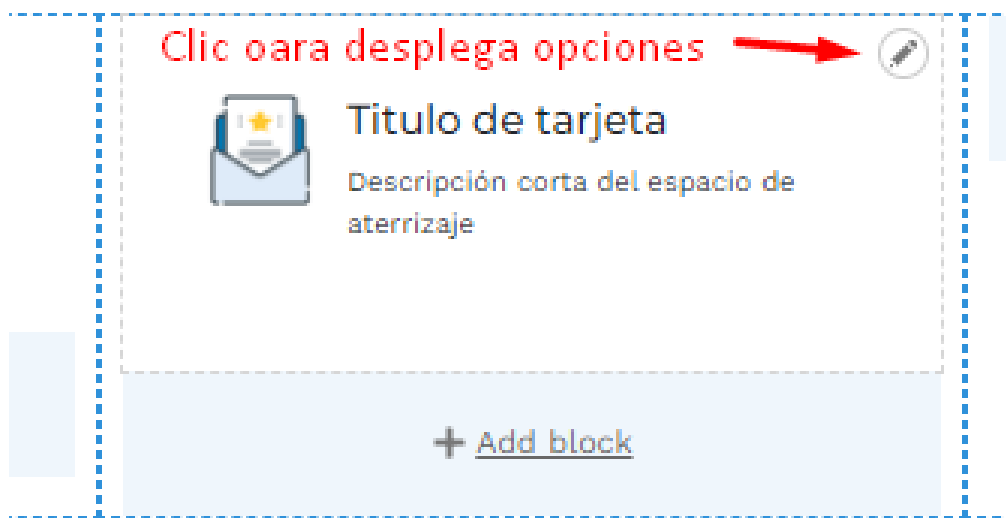 Clic oara desplega opciones
Titulo de tarjeta
Descripción corta del espacio de
aterrizaje
+ Add block